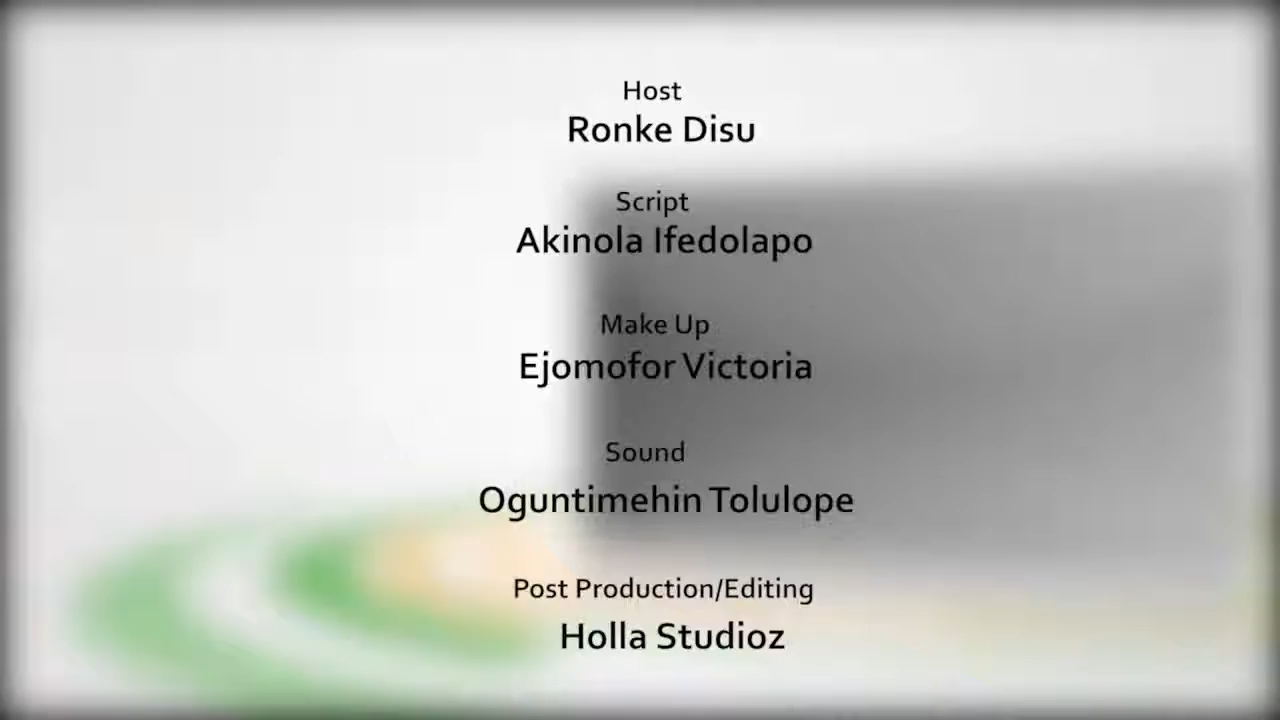 Host
Ronke Disu
Script
Akinola Ifedolapo
Make Up
Ejomofor Victoria
Sound
Oguntimehin Tolulope
Post Production/Editing
Holla Studioz